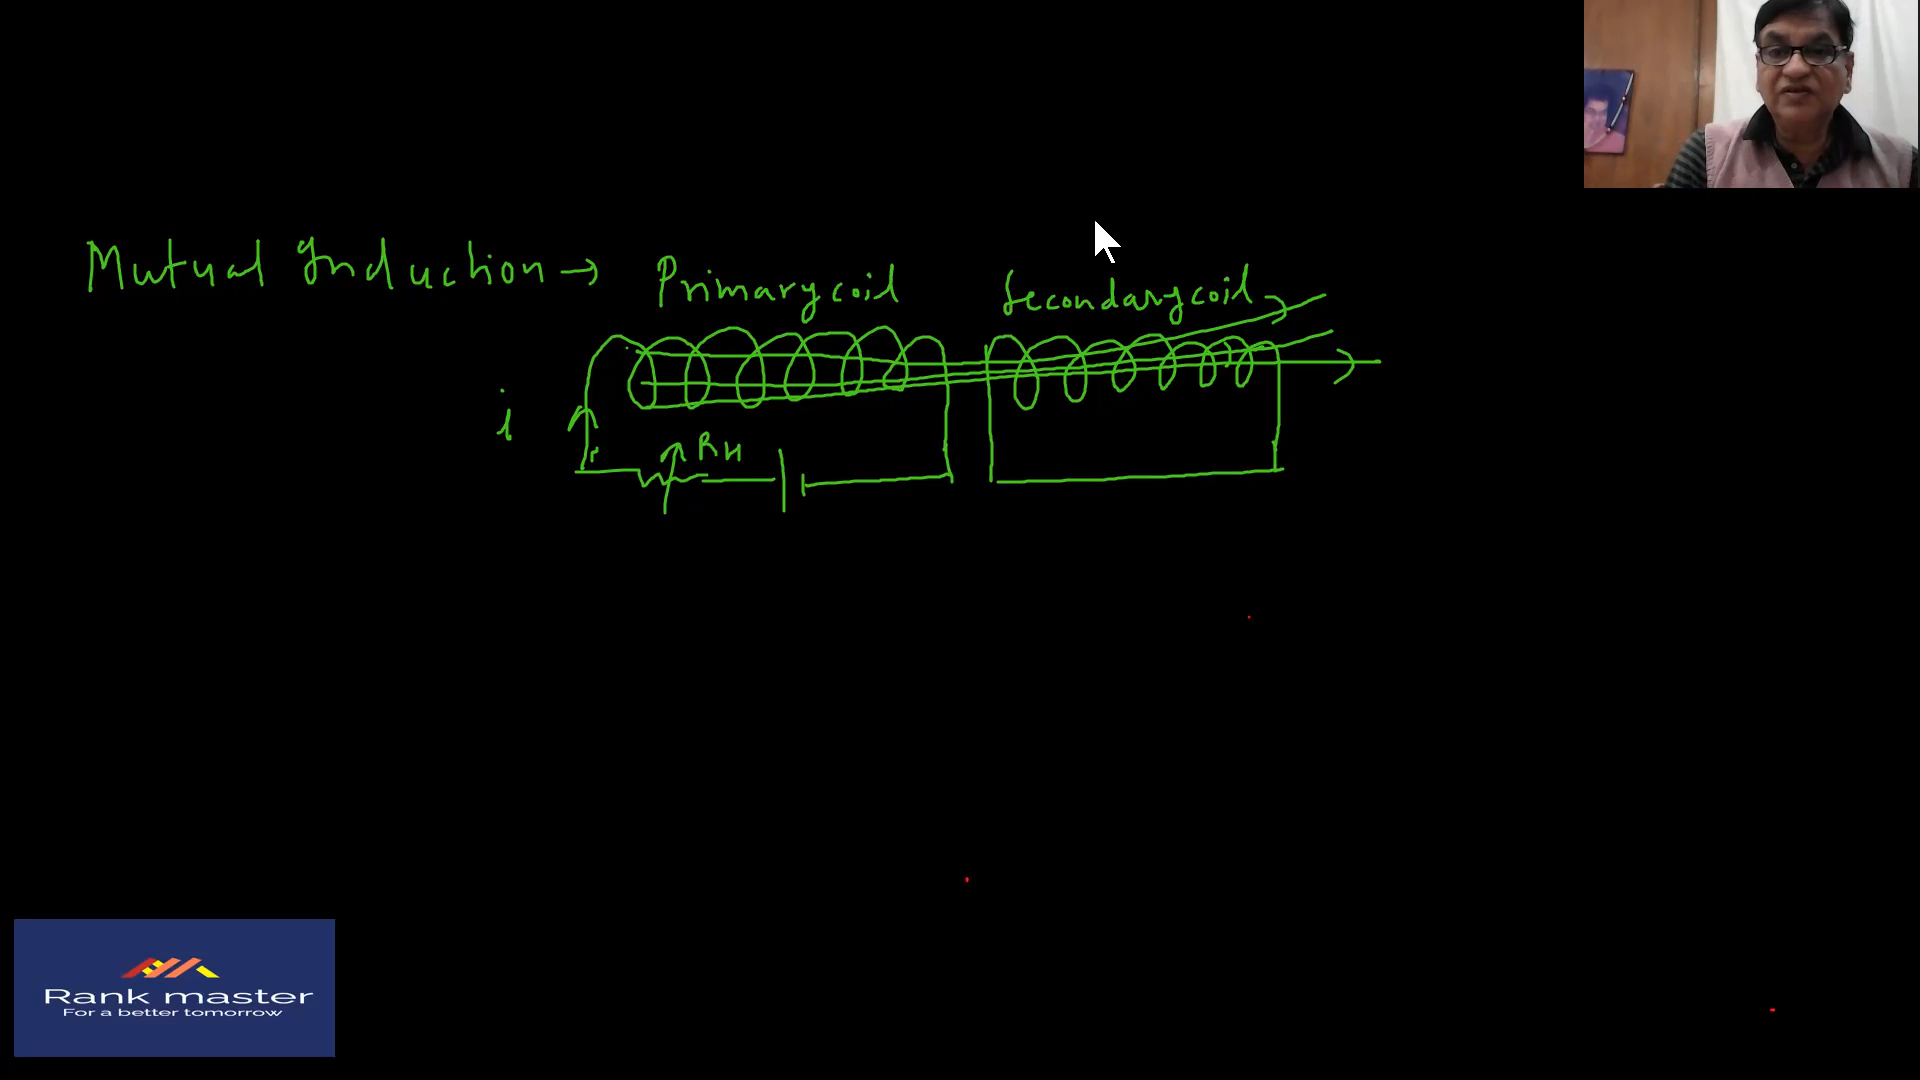 Mutual Induction →
Primary coil
Secondary coil
i
RH
Rank master
For a better tomorrow